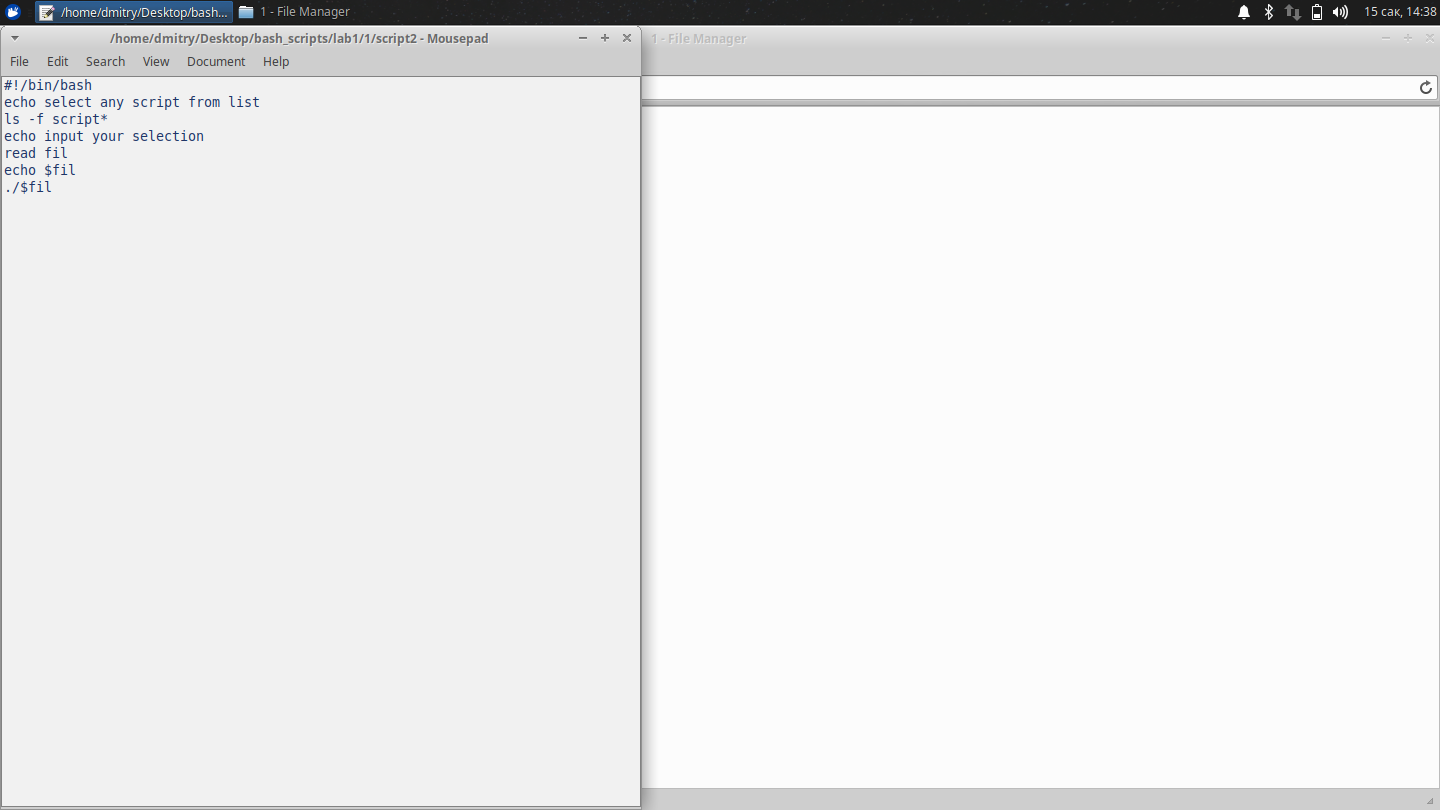 /home/dmitry/Desktop/bash...
1 - File Manager
15 сак, 14:38
/home/dmitry/Desktop/bash_scripts/lab1/1/script2 - Mousepad
1 - File Manager
File Edit Search View Document Help
#!/bin/bash
echo select any script from list
ls -f script*
echo input your selection
read fil
echo $fil
./$fil